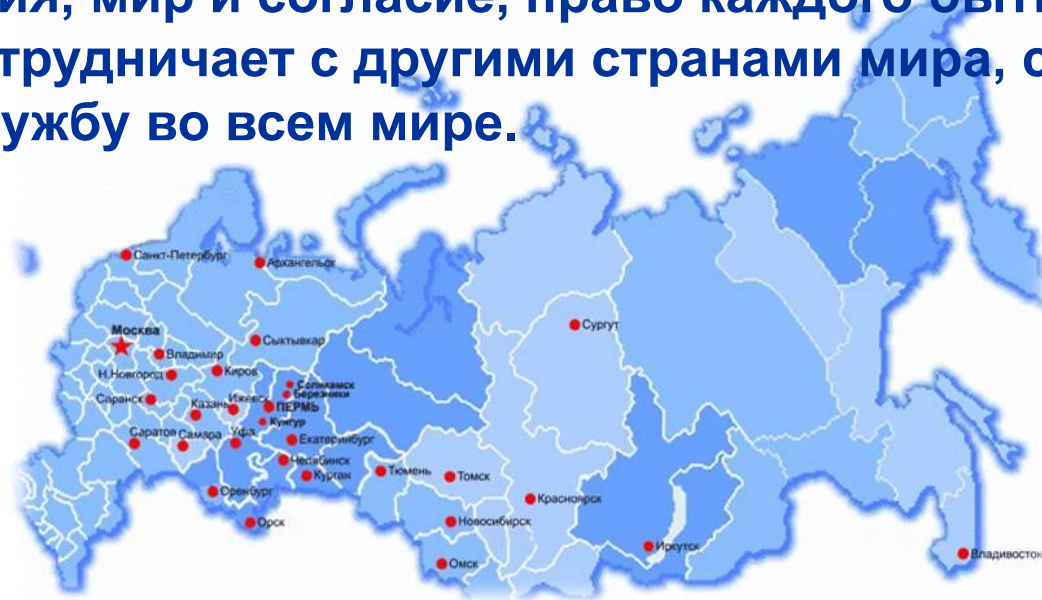 ия, мир и согласие, право каждого быть
трудничает с другими странами мира, с
ужбу во всем мире.
Санкт-Петербург
Архангельск
Москва
Сыктывкар
Сургут
Владимир
Н.Новгород
Киров
Соликамск
Березники
Саранск
Казань
Ижевск
ПЕРМЬ
Кунгур
Саратов
Самара
Уфа
Екатеринбург
Челябинск
Курган
Тюмень
Томск
Оренбург
Красноярск
Орск
Новосибирск
Иркутск
Омск
Владивосток